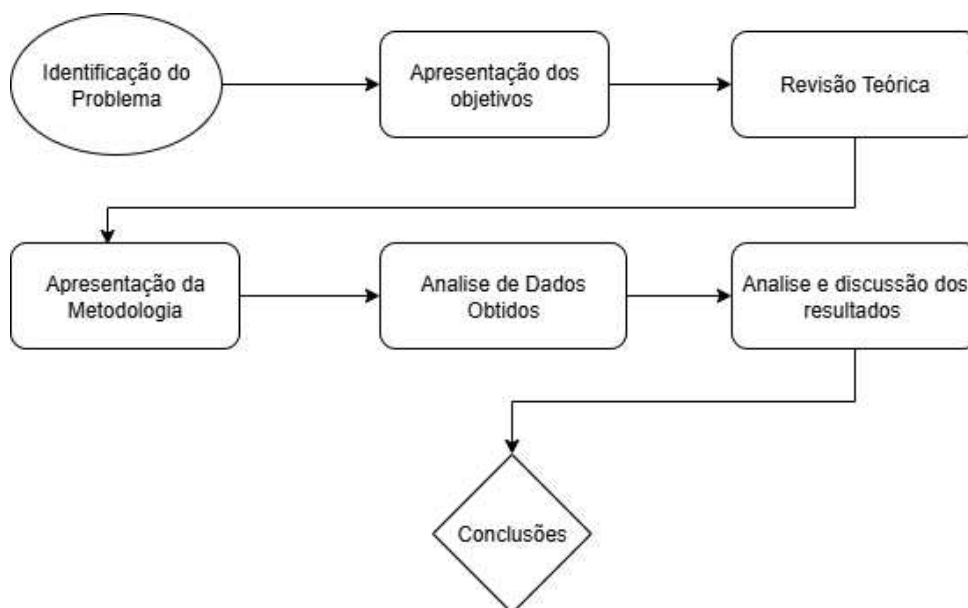 Identificação do
Problema
Apresentação dos
objetivos
Revisão Teórica
Apresentação da
Metodologia
Analise de Dados
Obtidos
Analise e discussão dos
resultados
Conclusões